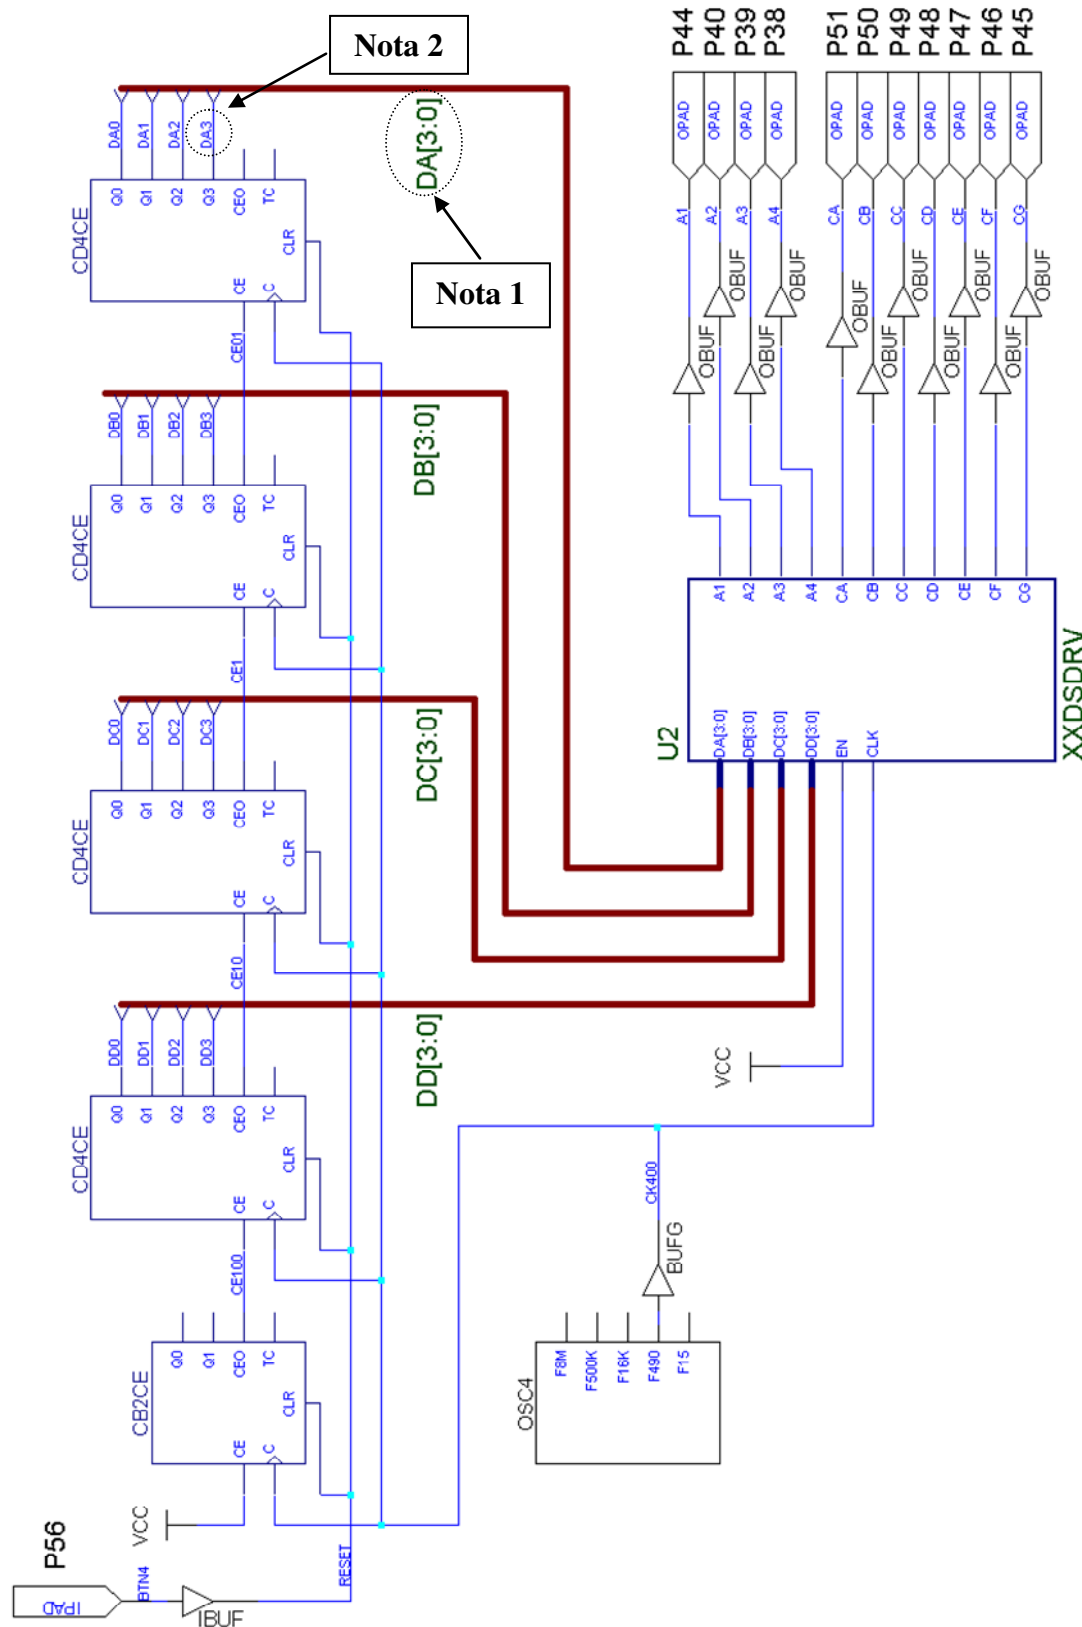 Nota 2
Nota 1
P44
P40
P39
P38
P51
P50
P49
P48
P47
P46
P45
OPAD
OPAD
OPAD
OPAD
OPAD
OPAD
OPAD
OPAD
OPAD
OPAD
OPAD
A1
A2
A3
A4
CA
CB
CC
CD
CE
CF
CG
OBUF
OBUF
OBUF
OBUF
OBUF
OBUF
OBUF
OBUF
OBUF
OBUF
OBUF
DA0
DA1
DA2
DA3
DA[3:0]
CD4CE
Q0
Q1
Q2
Q3
CEO
TC
CLR
CE
C
CE01
DB0
DB1
DB2
DB3
DB[3:0]
CD4CE
Q0
Q1
Q2
Q3
CEO
TC
CLR
CE
C
CE1
DC0
DC1
DC2
DC3
DC[3:0]
CD4CE
Q0
Q1
Q2
Q3
CEO
TC
CLR
CE
C
CE10
DD0
DD1
DD2
DD3
DD[3:0]
CD4CE
Q0
Q1
Q2
Q3
CEO
TC
CLR
CE
C
CE100
CB2CE
Q0
Q1
CEO
TC
CLR
CE
C
VCC
P56
IPAD
BTN4
IBUF
RESET
U2
A1
A2
A3
A4
CA
CB
CC
CD
CE
CF
CG
DA[3:0]
DB[3:0]
DC[3:0]
DD[3:0]
EN
CLK
XXDSDRV
VCC
CK400
BUFG
OSC4
F8M
F500K
F16K
F490
F15